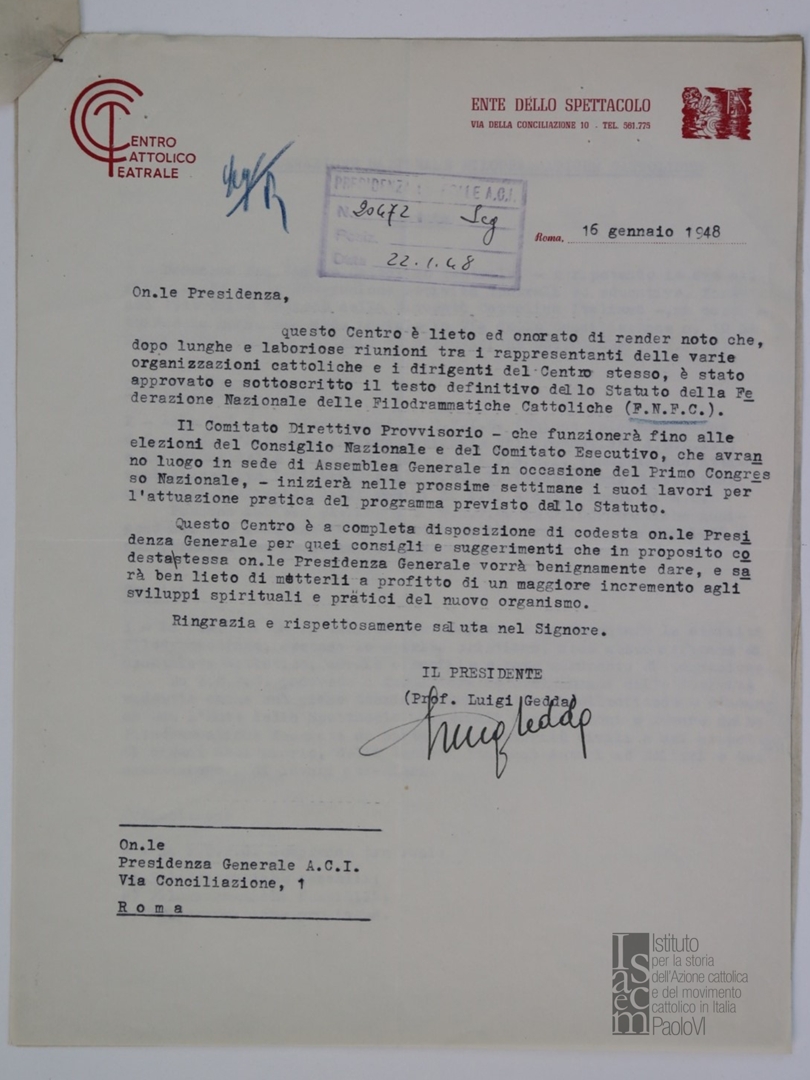 CENTRO
CATTOLICO
TEATRALE
ENTE DELLO SPETTACOLO
VIA DELLA CONCILIAZIONE 10 - TEL. 561.775
A.C.I.
N. 20472 Seg
Data 22.1.48
Roma, 16 gennaio 1948
On.le Presidenza,
questo Centro è lieto ed onorato di render noto che,
dopo lunghe e laboriose riunioni tra i rappresentanti delle varie
organizzazioni cattoliche e i dirigenti del Centro stesso, è stato
approvato e sottoscritto il testo definitivo dello Statuto della Fe
derazione Nazionale delle Filodrammatiche Cattoliche (F.N.F.C.).
Il Comitato Direttivo Provvisorio - che funzionerà fino alle
elezioni del Consiglio Nazionale e del Comitato Esecutivo, che avran
no luogo in sede di Assemblea Generale in occasione del Primo Congres
so Nazionale, - inizierà nelle prossime settimane i suoi lavori per
l'attuazione pratica del programma previsto dallo Statuto.
Questo Centro è a completa disposizione di codesta on.le Presi
denza Generale per quei consigli e suggerimenti che in proposito co
desta\stessa on.le Presidenza Generale vorrà benignamente dare, e sa
rà ben lieto di metterli a profitto di un maggiore incremento agli
sviluppi spirituali e pratici del nuovo organismo.
Ringrazia e rispettosamente saluta nel Signore.
IL PRESIDENTE
(Prof. Luigi Gedda)
Luigi Gedda
On.le
Presidenza Generale A.C.I.
Via Conciliazione, 1
Roma
Isacem
Istituto
per la storia
dell'Azione cattolica
e del movimento
cattolico in Italia
PaoloVI